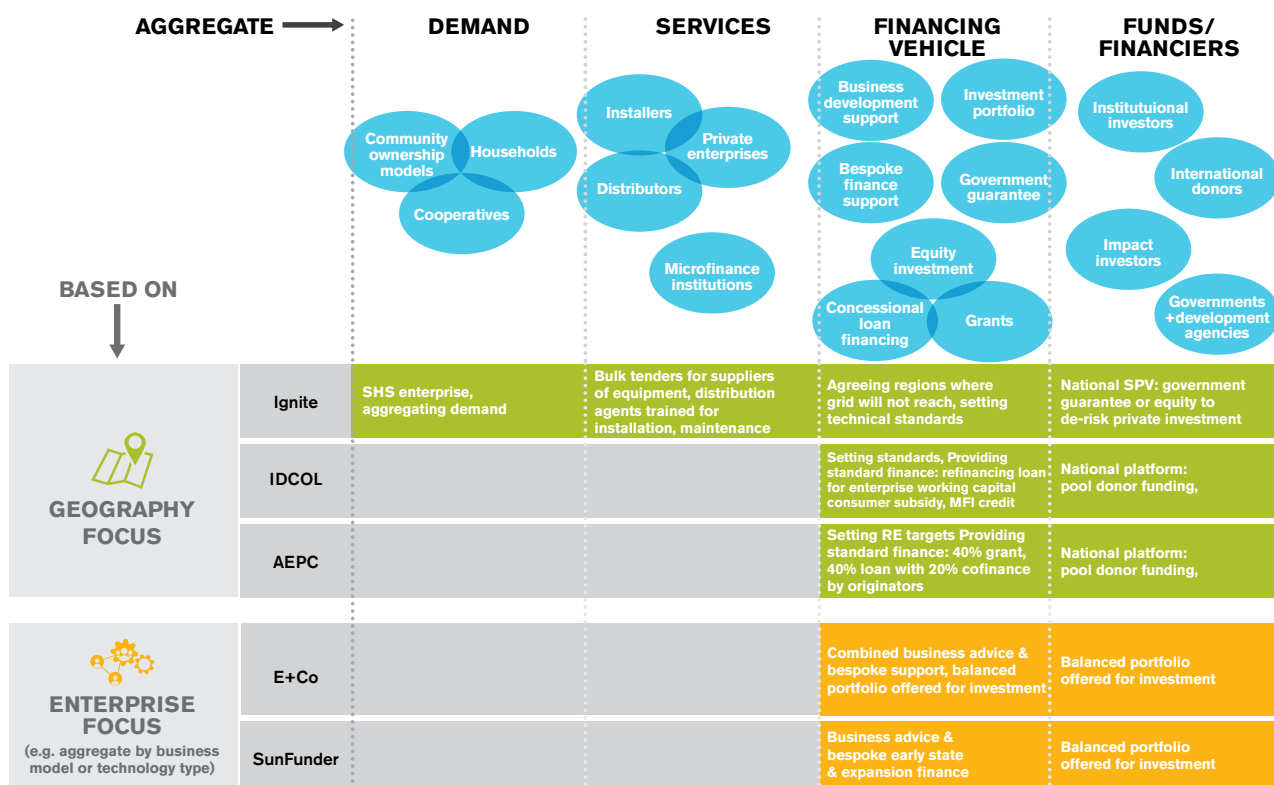 AGGREGATE
DEMAND
SERVICES
FINANCING
VEHICLE
FUNDS/
FINANCIERS
Community
ownership
models
Households
Cooperatives
Installers
Private
enterprises
Distributors
Microfinance
institutions
Business
development
support
Investment
portfolio
Bespoke
finance
support
Government
guarantee
Equity
investment
Concessional
loan
financing
Grants
Instituituional
investors
International
donors
Impact
investors
Governments
+development
agencies
BASED ON
GEOGRAPHY
FOCUS
Ignite
SHS enterprise,
aggregating demand
Bulk tenders for suppliers
of equipment, distribution
agents trained for
installation, maintenance
Agreeing regions where
grid will not reach, setting
technical standards
National SPV: government
guarantee or equity to
de-risk private investment
IDCOL
Setting standards, Providing
standard finance: refinancing loan
for enterprise working capital
consumer subsidy, MFI credit
National platform:
pool donor funding,
AEPC
Setting RE targets Providing
standard finance: 40% grant,
40% loan with 20% cofinance
by originators
National platform:
pool donor funding,
ENTERPRISE
FOCUS
(e.g. aggregate by business
model or technology type)
E+Co
Combined business advice &
bespoke support, balanced
portfolio offered for investment
Balanced portfolio
offered for investment
SunFunder
Business advice &
bespoke early state
& expansion finance
Balanced portfolio
offered for investment